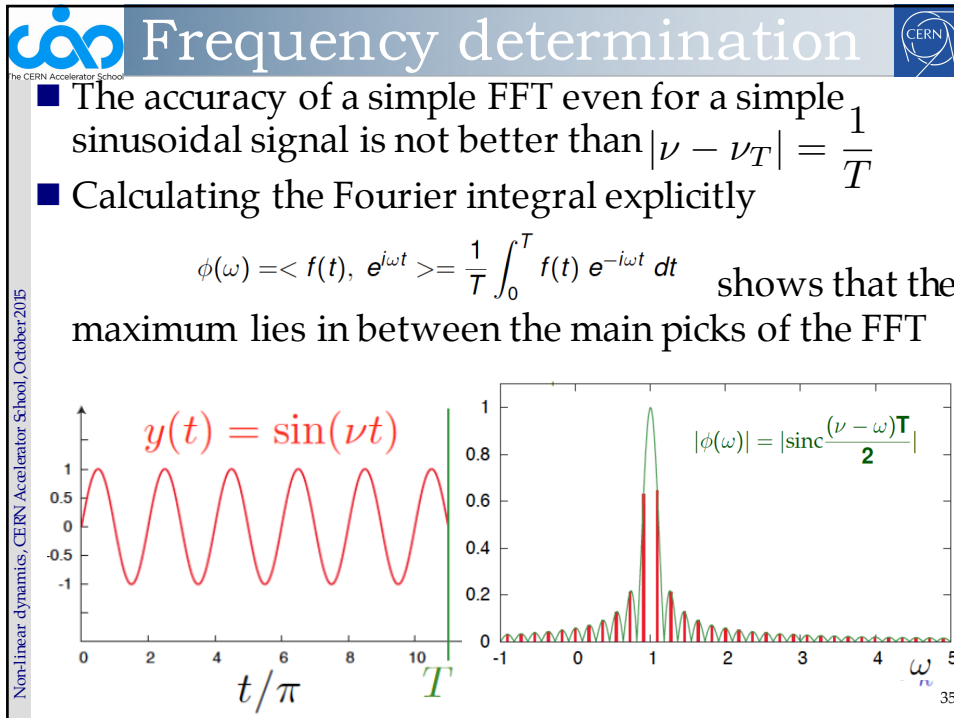 The CERN Accelerator School
Frequency determination
CERN
The accuracy of a simple FFT even for a simple
sinusoidal signal is not better than |ν − ν_T| = 1/T
Calculating the Fourier integral explicitly
ϕ(ω) =< f(t), e^{iωt} >= 1/T ∫_0^T f(t) e^{−iωt} dt shows that the
maximum lies in between the main picks of the FFT
Non-linear dynamics, CERN Accelerator School, October 2015
y(t) = sin(νt)
1
0.5
0
-0.5
-1
0 2 4 6 8 10
t/π T
|ϕ(ω)| = |sinc (ν − ω)T/2|
1
0.8
0.6
0.4
0.2
0
-1 0 1 2 3 4 5
ω
35